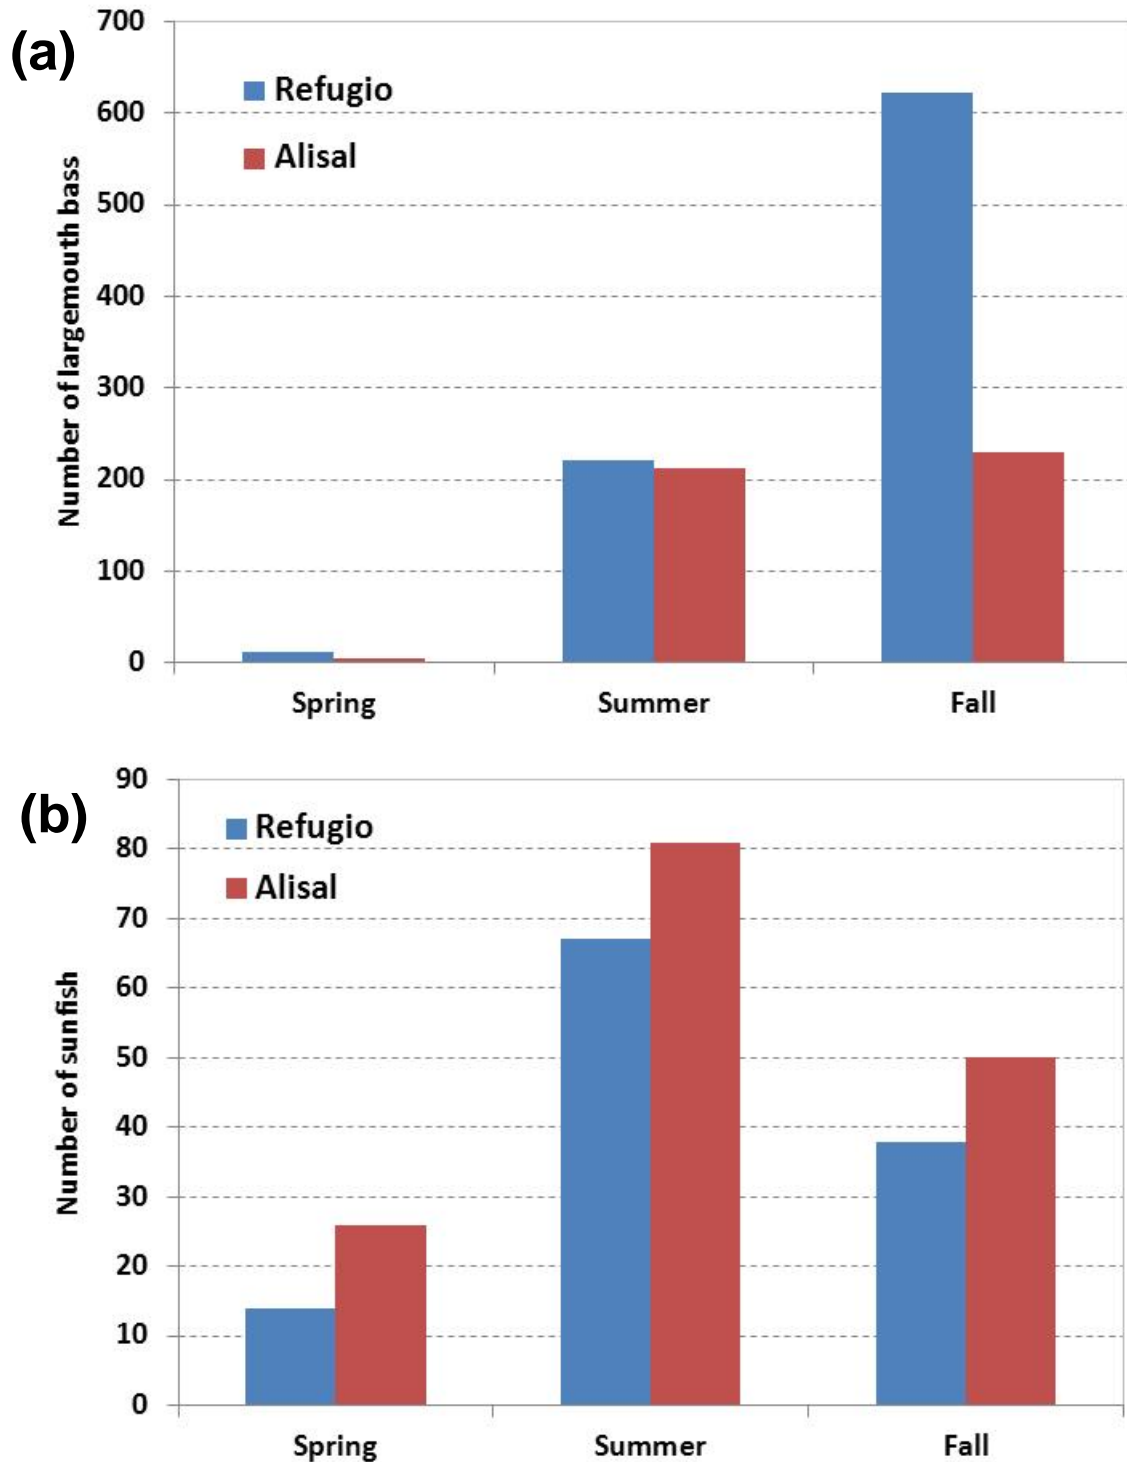 (a)
Number of largemouth bass
700
600
500
400
300
200
100
0
Refugio
Alisal
Spring Summer Fall
(b)
Number of sunfish
90
80
70
60
50
40
30
20
10
0
Refugio
Alisal
Spring Summer Fall